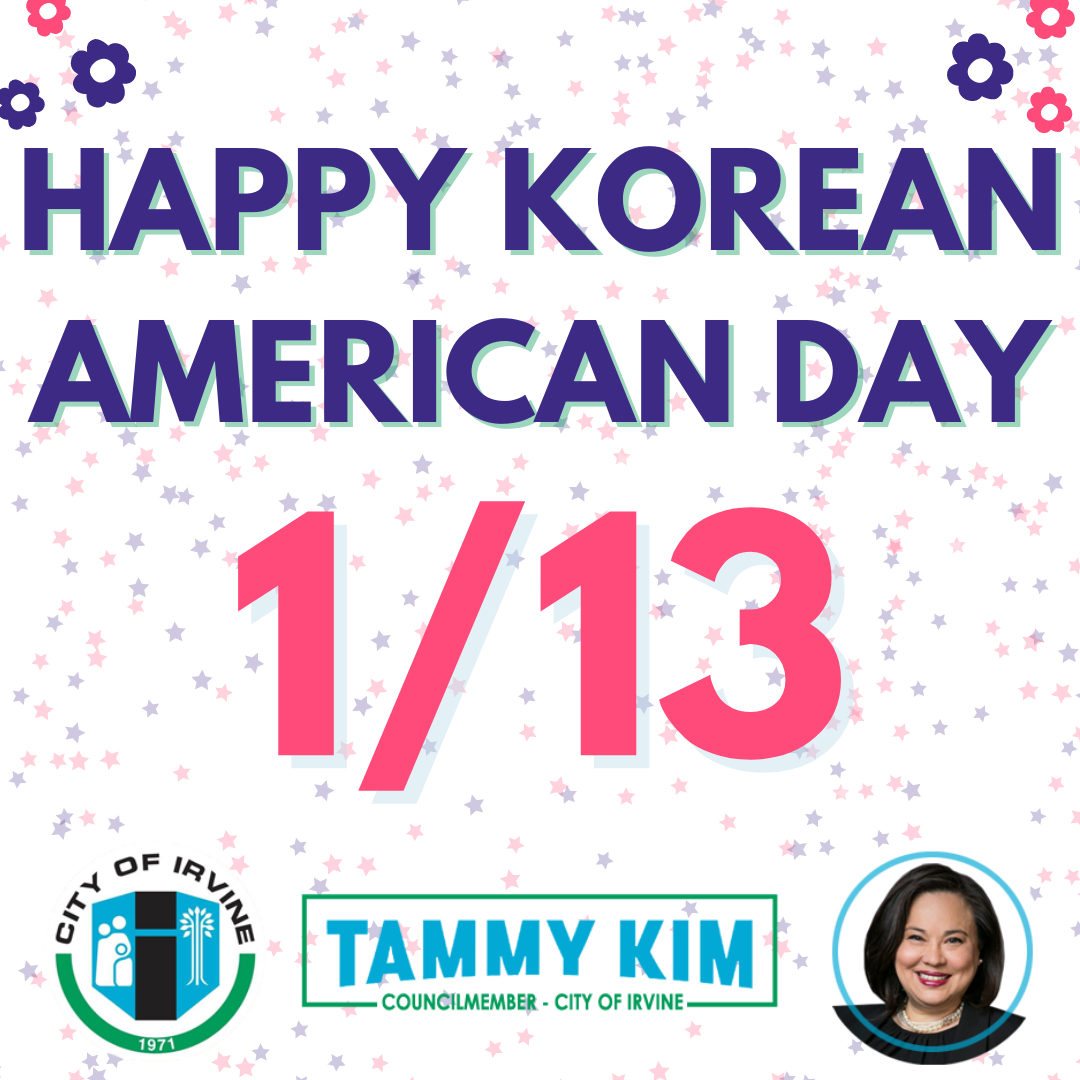 HAPPY KOREAN
AMERICAN DAY
1/13
CITY OF IRVINE
1971
TAMMY KIM
COUNCILMEMBER - CITY OF IRVINE